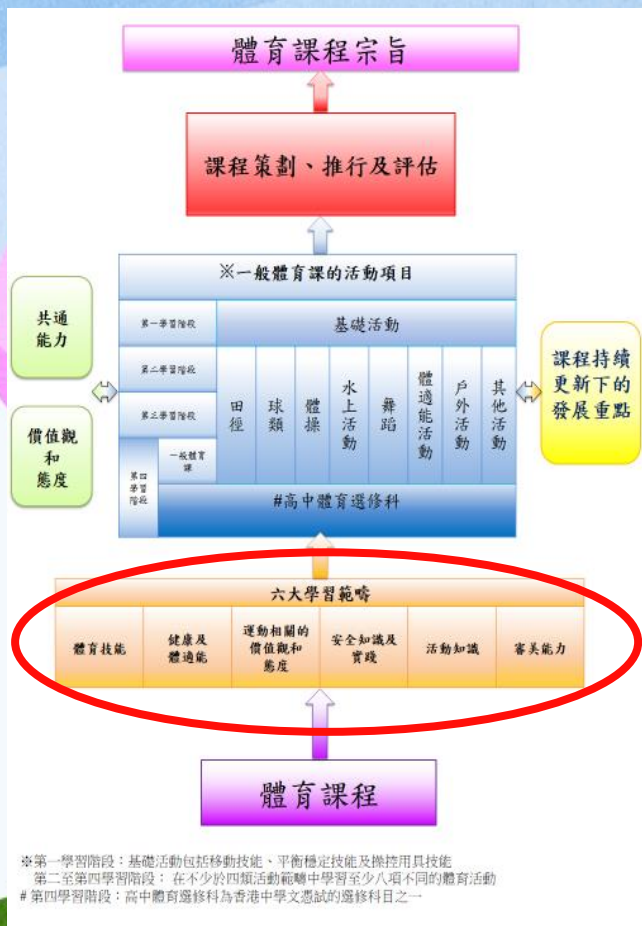 體育課程宗旨
課程策劃、推行及評估
※一般體育課的活動項目
共通
能力
價值觀
和
態度
第一學習階段
基礎活動
第二學習階段
第三學習階段
第四
學習
階段
一般體育
課
田徑
球類
體操
水上活動
舞蹈
體適能活動
戶外活動
其他活動
#高中體育選修科
課程持續
更新下的
發展重點
六大學習範疇
體育技能
健康及
體適能
運動相關的
價值觀和
態度
安全知識及
實踐
活動知識
審美能力
體育課程
※第一學習階段：基礎活動包括移動技能、平衡穩定技能及操控用具技能
第二至第四學習階段： 在不少於四類活動範疇中學習至少八項不同的體育活動
# 第四學習階段：高中體育選修科為香港中學文憑試的選修科目之一